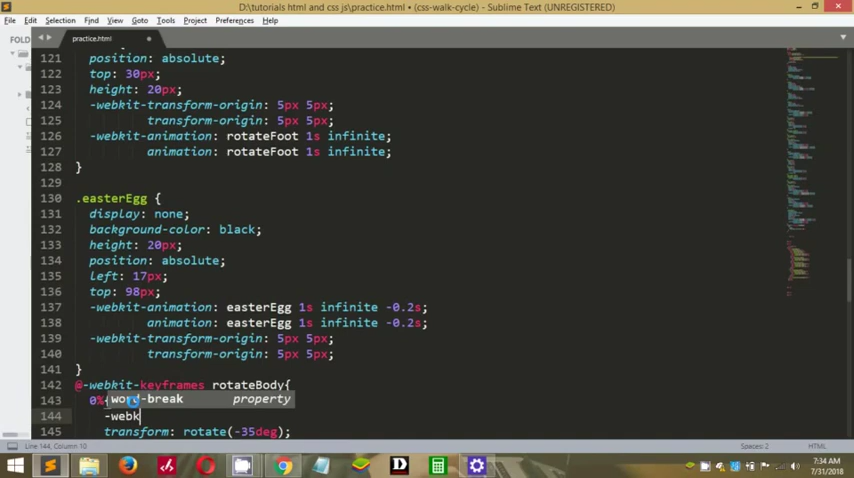 D:\tutorials html and css js\practice.html • (css-walk-cycle) - Sublime Text (UNREGISTERED)
File Edit Selection Find View Goto Tools Project Preferences Help
FOLD
practice.html
121 position: absolute;
122 top: 30px;
123 height: 20px;
124 -webkit-transform-origin: 5px 5px;
125 transform-origin: 5px 5px;
126 -webkit-animation: rotateFoot 1s infinite;
127 animation: rotateFoot 1s infinite;
128 }
129
130 .easterEgg {
131 display: none;
132 background-color: black;
133 height: 20px;
134 position: absolute;
135 left: 17px;
136 top: 98px;
137 -webkit-animation: easterEgg 1s infinite -0.2s;
138 animation: easterEgg 1s infinite -0.2s;
139 -webkit-transform-origin: 5px 5px;
140 transform-origin: 5px 5px;
141 }
142 @-webkit-keyframes rotateBody{
143 0%{
word-break property
144 -webk
145 transform: rotate(-35deg);
Line 144, Column 10 Spaces: 2 HTML
7:34 AM
7/31/2018